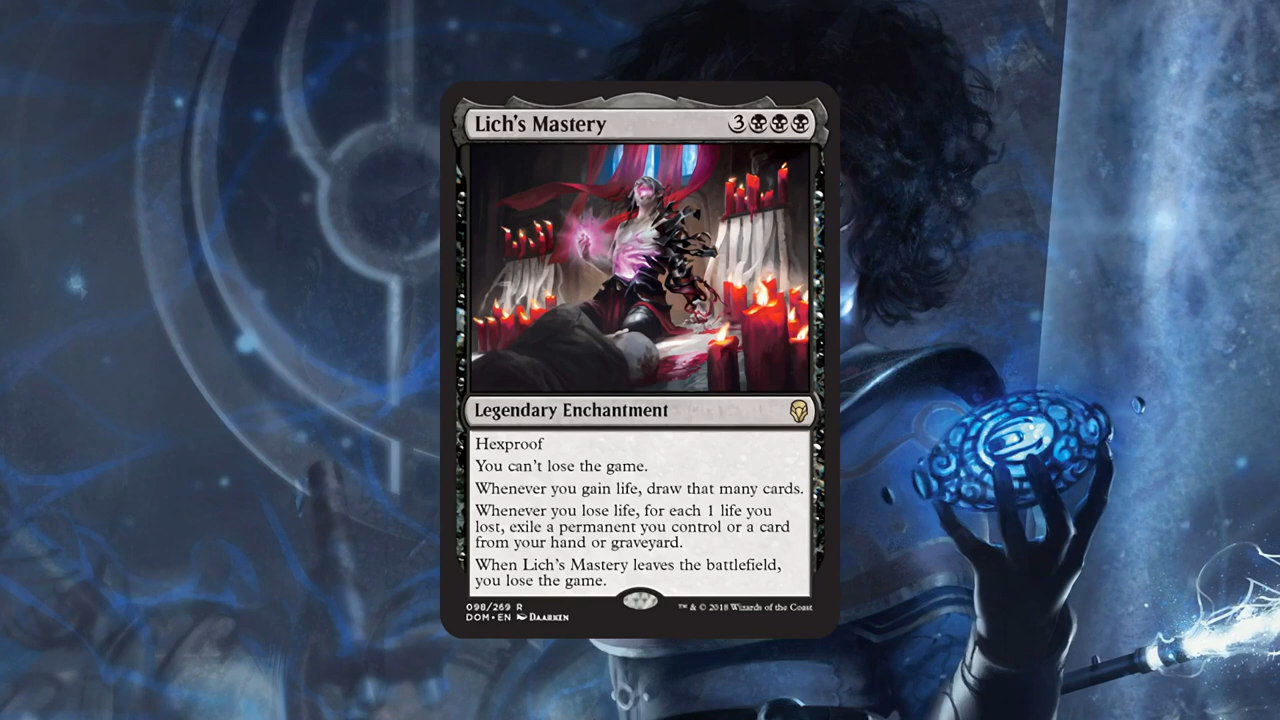 Lich's Mastery 3
Legendary Enchantment
Hexproof
You can't lose the game.
Whenever you gain life, draw that many cards.
Whenever you lose life, for each 1 life you
lost, exile a permanent you control or a card
from your hand or graveyard.
When Lich's Mastery leaves the battlefield,
you lose the game.
098/269 R
DOM • EN DAARKEN
™ & © 2018 Wizards of the Coast